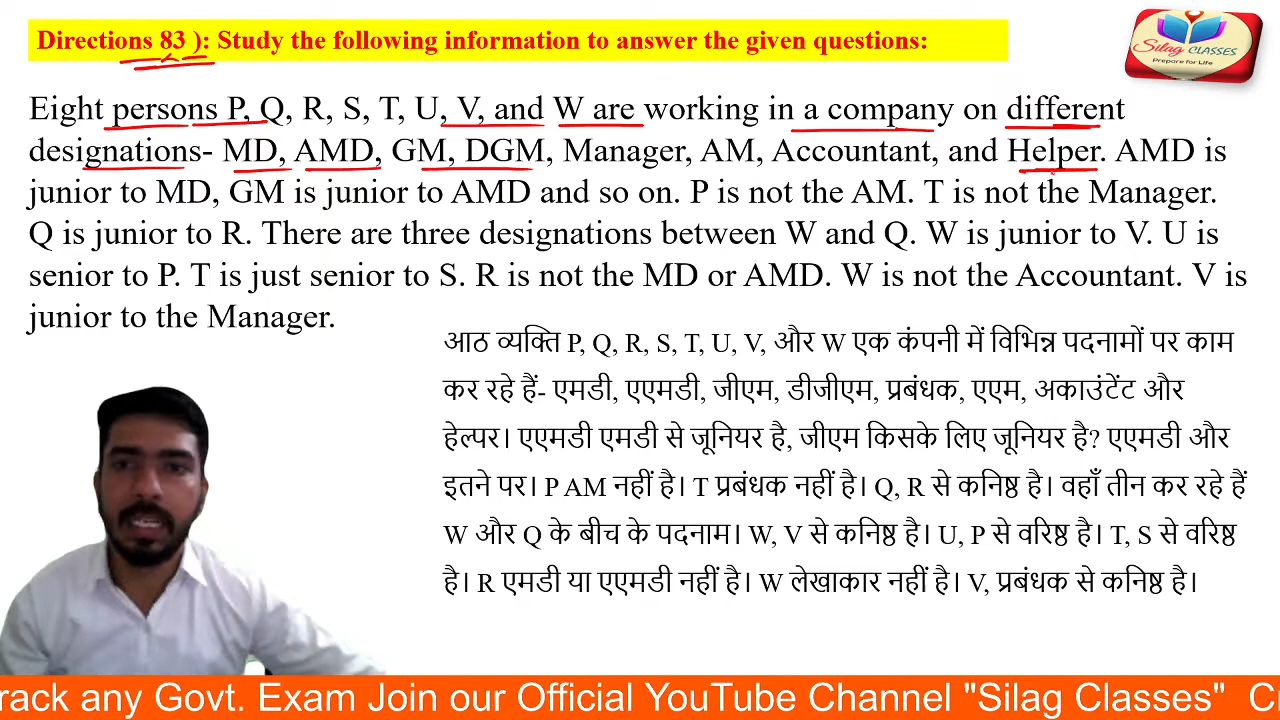 Directions 83 ): Study the following information to answer the given questions:
Silag CLASSES
Prepare for Life
Eight persons P, Q, R, S, T, U, V, and W are working in a company on different
designations- MD, AMD, GM, DGM, Manager, AM, Accountant, and Helper. AMD is
junior to MD, GM is junior to AMD and so on. P is not the AM. T is not the Manager.
Q is junior to R. There are three designations between W and Q. W is junior to V. U is
senior to P. T is just senior to S. R is not the MD or AMD. W is not the Accountant. V is
junior to the Manager.
आठ व्यक्ति P, Q, R, S, T, U, V, और W एक कंपनी में विभिन्न पदनामों पर काम
कर रहे हैं- एमडी, एएमडी, जीएम, डीजीएम, प्रबंधक, एएम, अकाउंटेंट और
हेल्पर। एएमडी एमडी से जूनियर है, जीएम किसके लिए जूनियर है? एएमडी और
इतने पर। P AM नहीं है। T प्रबंधक नहीं है। Q, R से कनिष्ठ है। वहाँ तीन कर रहे हैं
W और Q के बीच के पदनाम। W, V से कनिष्ठ है। U, P से वरिष्ठ है। T, S से वरिष्ठ
है। R एमडी या एएमडी नहीं है। W लेखाकार नहीं है। V, प्रबंधक से कनिष्ठ है।
rack any Govt. Exam Join our Official YouTube Channel "Silag Classes" C